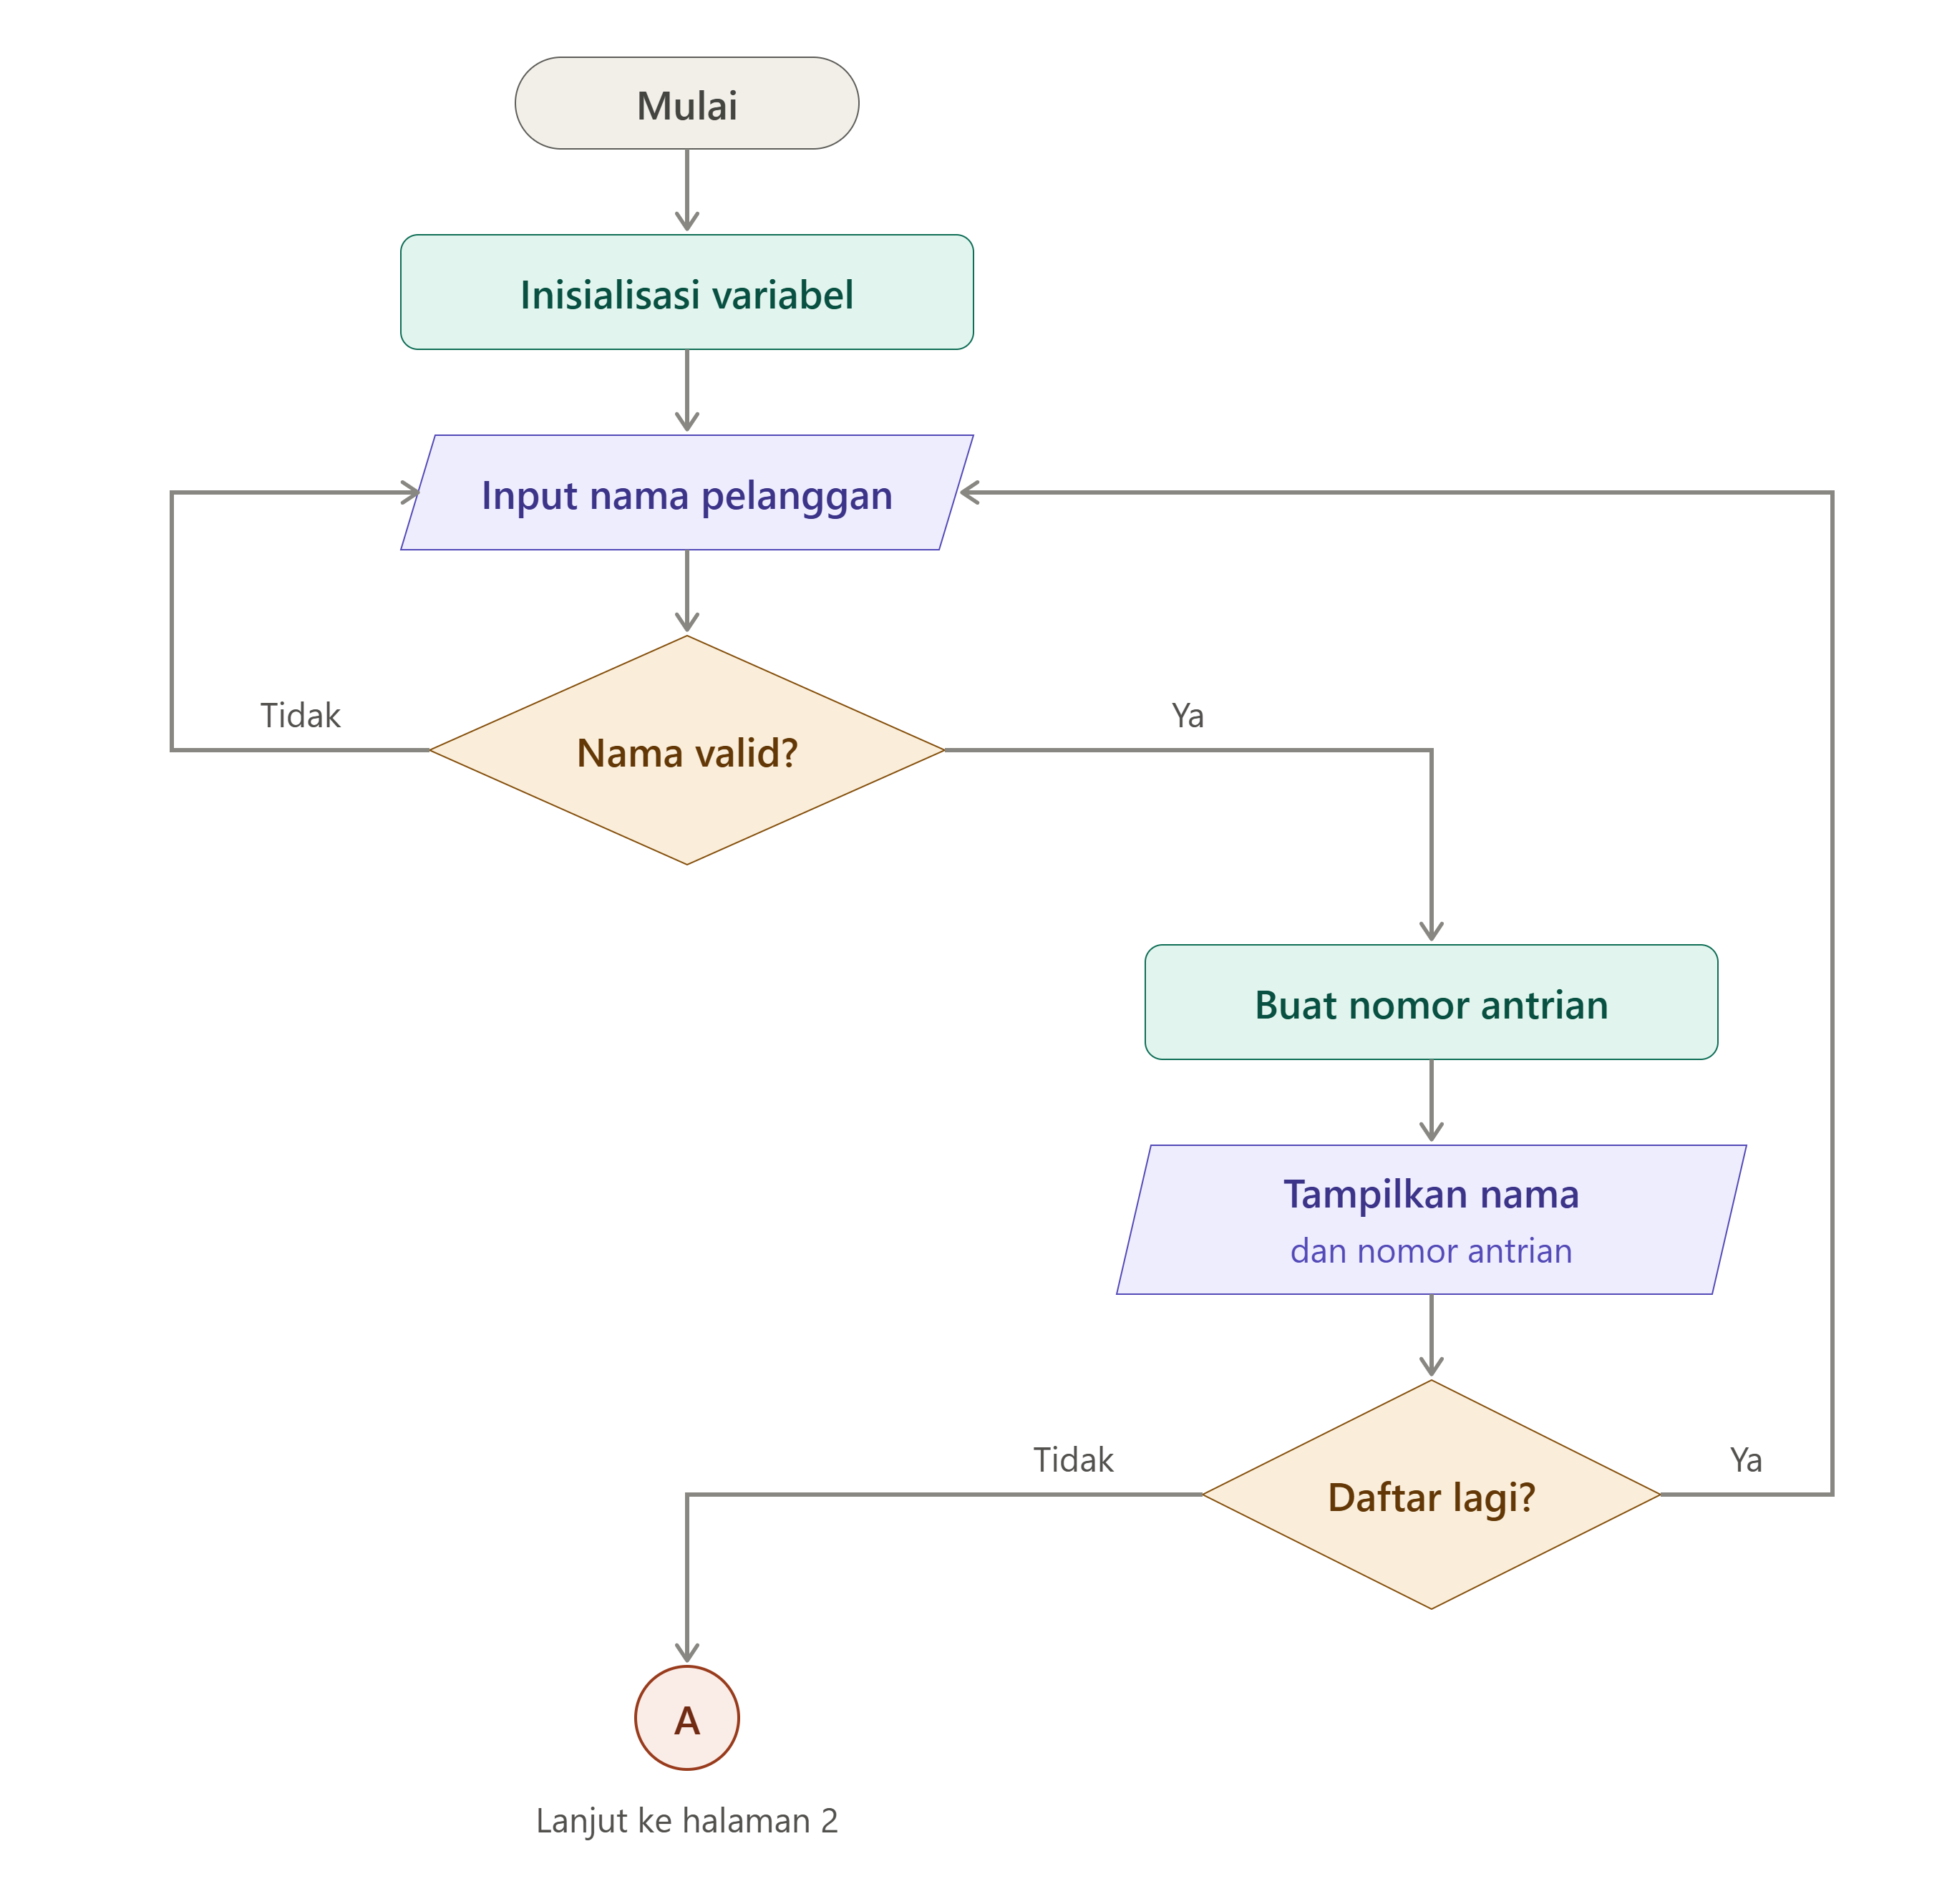 Mulai
Inisialisasi variabel
Input nama pelanggan
Tidak
Ya
Nama valid?
Buat nomor antrian
Tampilkan nama
dan nomor antrian
Tidak
Ya
Daftar lagi?
A
Lanjut ke halaman 2